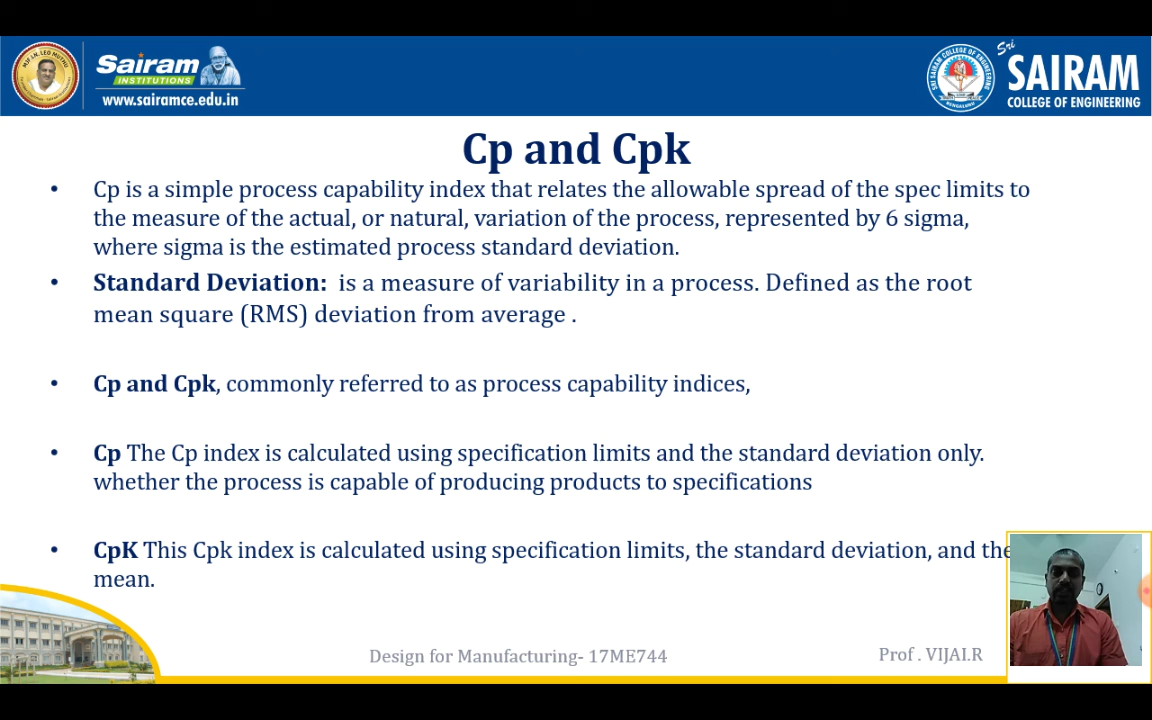 Sairam
INSTITUTIONS
www.sairamce.edu.in
Sri
SAIRAM
COLLEGE OF ENGINEERING
Cp and Cpk
• Cp is a simple process capability index that relates the allowable spread of the spec limits to
the measure of the actual, or natural, variation of the process, represented by 6 sigma,
where sigma is the estimated process standard deviation.
• Standard Deviation: is a measure of variability in a process. Defined as the root
mean square (RMS) deviation from average .
• Cp and Cpk, commonly referred to as process capability indices,
• Cp The Cp index is calculated using specification limits and the standard deviation only.
whether the process is capable of producing products to specifications
• CpK This Cpk index is calculated using specification limits, the standard deviation, and the
mean.
Design for Manufacturing- 17ME744
Prof . VIJAI.R